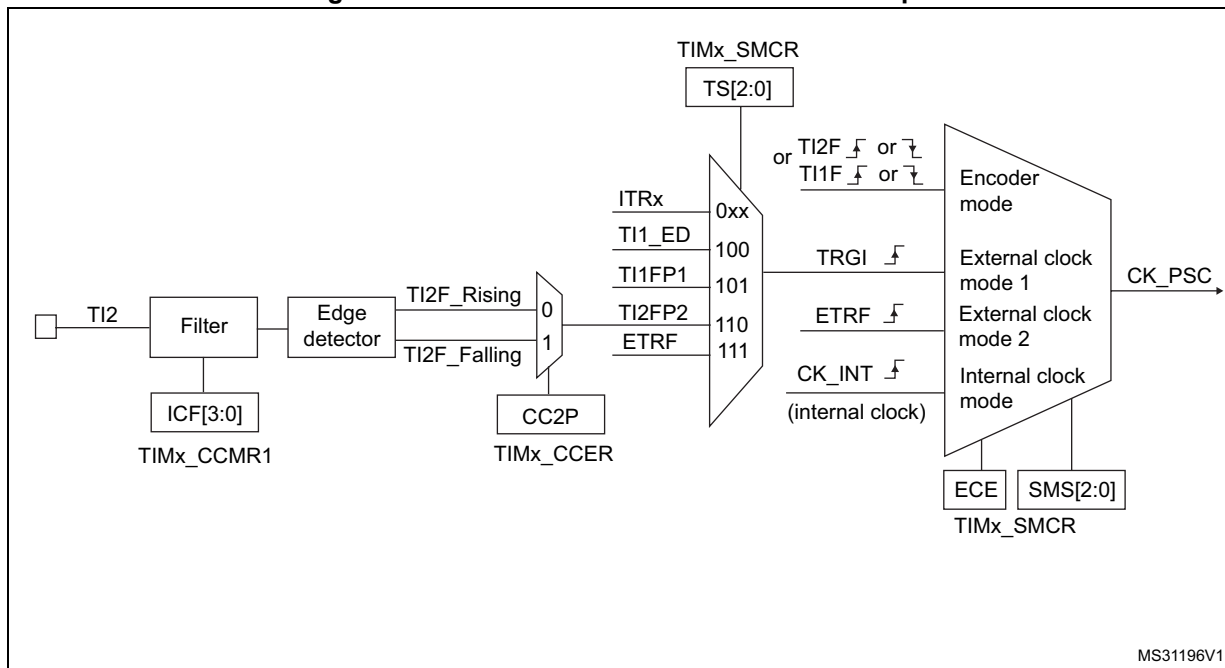 TIMx_SMCR
TS[2:0]
or TI2F or
TI1F or
Encoder
mode
ITRx
0xx
TI1_ED
100
TI1FP1
101
TI2FP2
110
ETRF
111
TRGI
External clock
mode 1
CK_PSC
ETRF
External clock
mode 2
CK_INT
(internal clock)
Internal clock
mode
TI2
Filter
Edge
detector
TI2F_Rising
0
TI2F_Falling
1
ICF[3:0]
TIMx_CCMR1
CC2P
TIMx_CCER
ECE
SMS[2:0]
TIMx_SMCR
MS31196V1